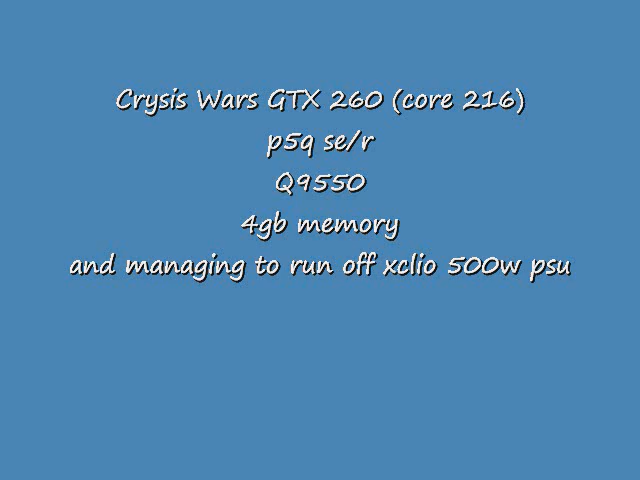 Crysis Wars GTX 260 (core 216)
p5q se/r
Q9550
4gb memory
and managing to run off xclio 500w psu